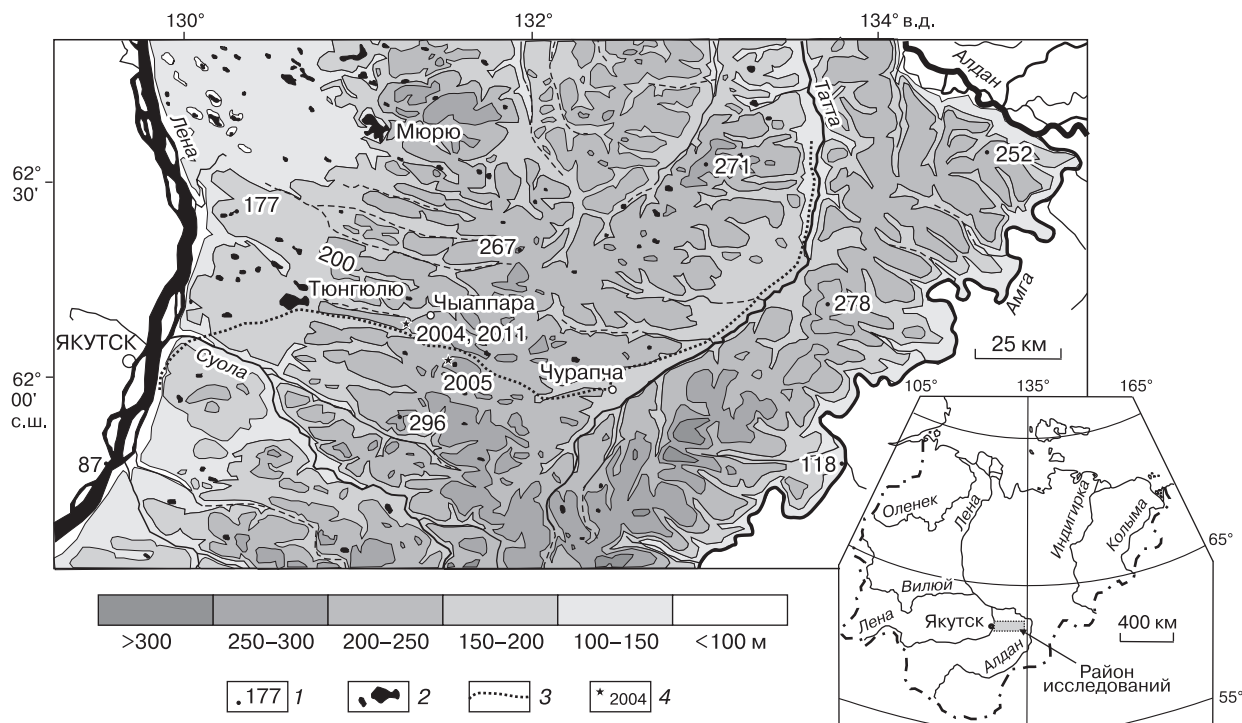 130°
132°
134° в.д.
Алдан
Лена
Мюрю
Татта
252
62°
30'
177
271
267
200
Тюнгюлю
Чыаппара
278
Амга
2004, 2011
ЯКУТСК
Суола
25 км
2005
Чурапча
62°
00'
с.ш.
296
87
118
105°
135°
165°
Оленек
Лена
Индигирка
Колыма
65°
Вилюй
Лена
Якутск
400 км
Алдан
Район
исследований
55°
>300
250–300
200–250
150–200
100–150
<100 м
177 1
2
3
2004 4